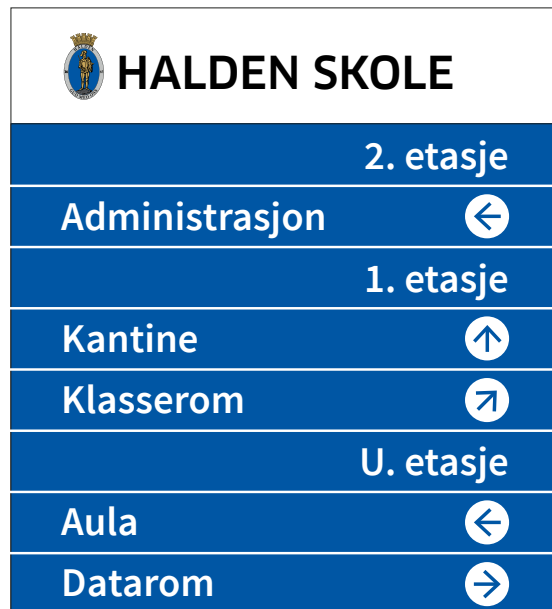 HALDEN SKOLE
2. etasje
Administrasjon
1. etasje
Kantine
Klasserom
U. etasje
Aula
Datarom